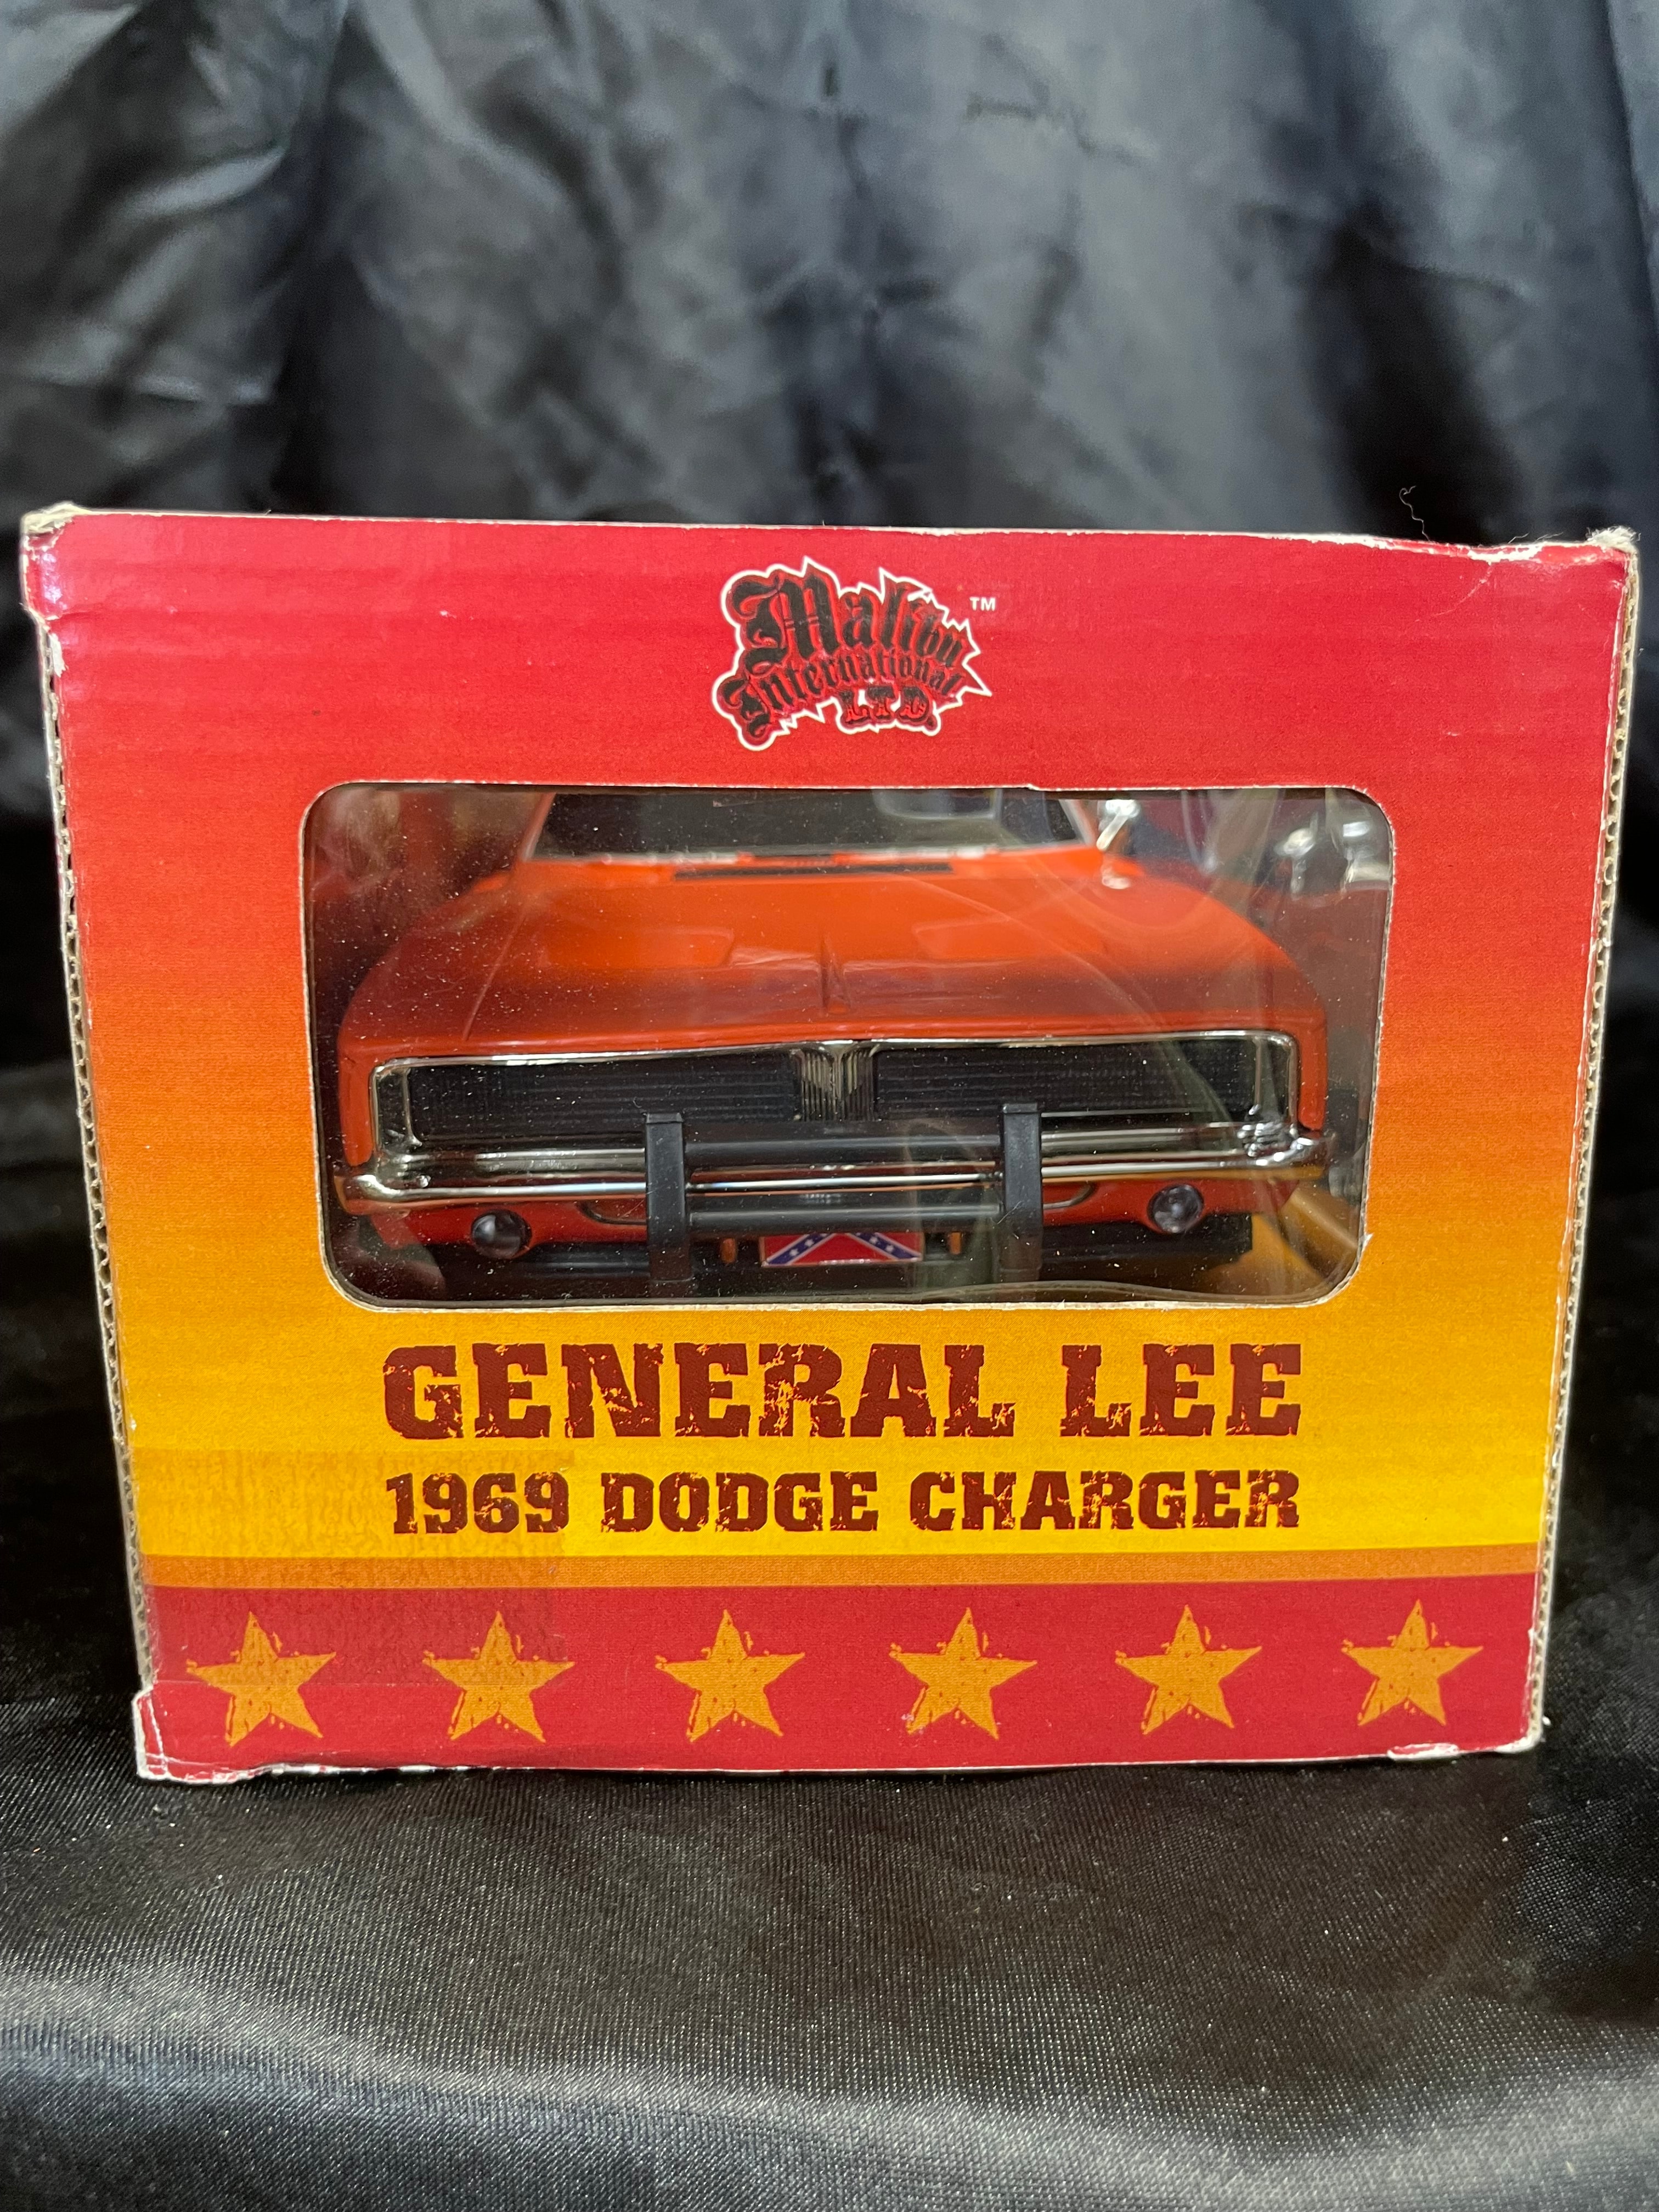 Malibu
International
LTD.
TM
GENERAL LEE
1969 DODGE CHARGER